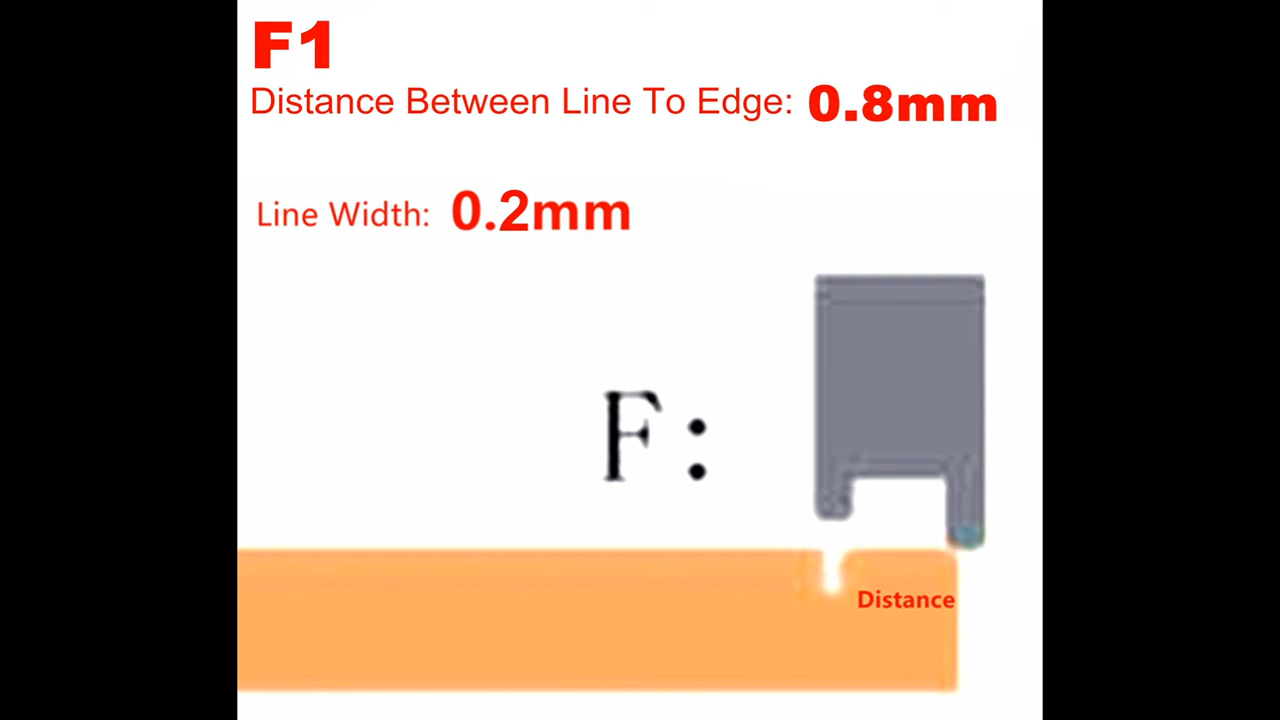 F1
Distance Between Line To Edge: 0.8mm
Line Width: 0.2mm
F:
Distance